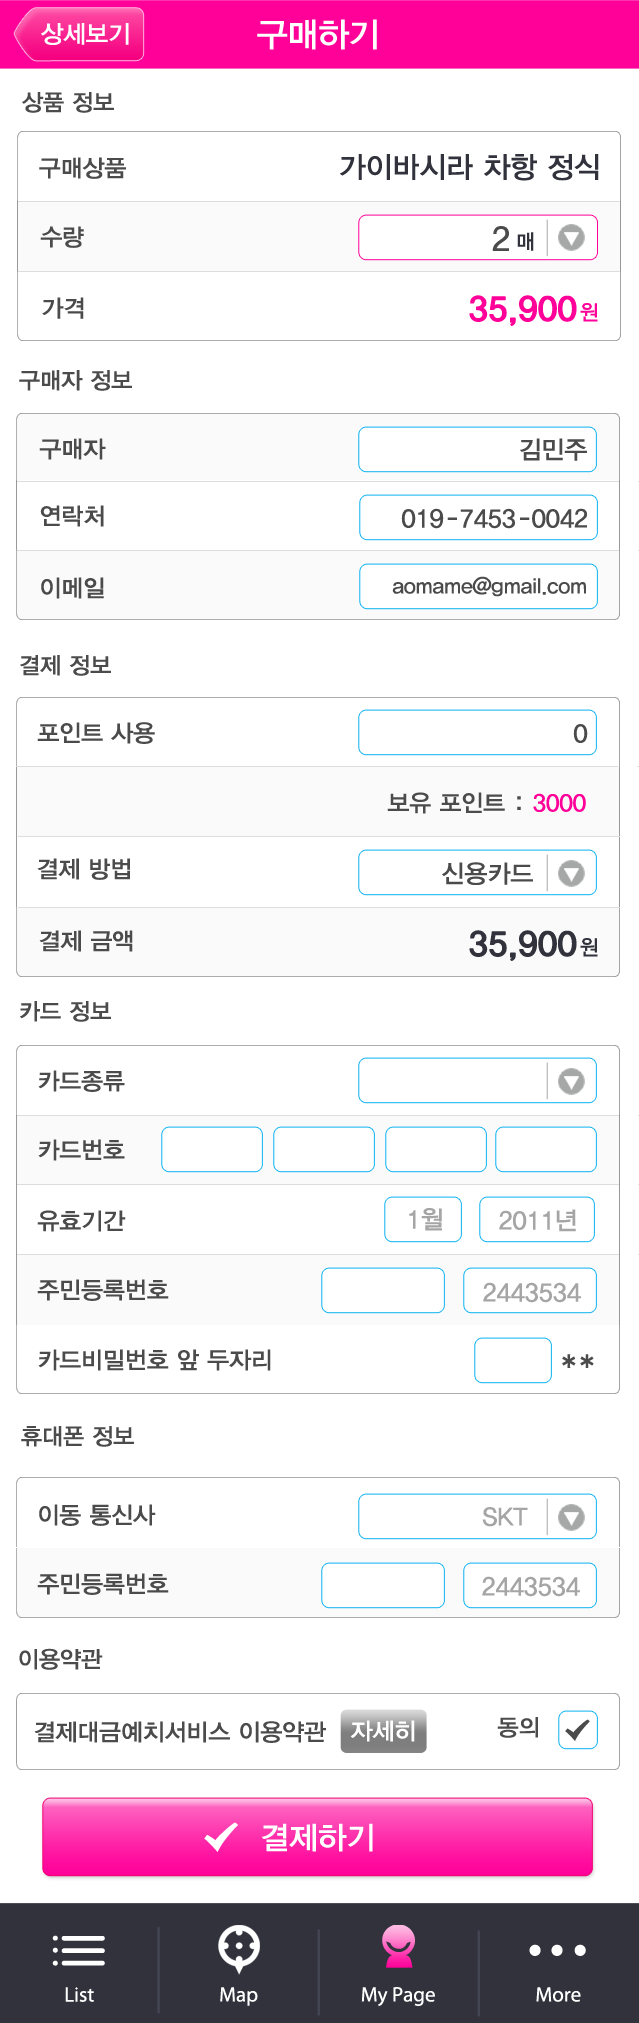 상세보기
구매하기
상품 정보
구매상품 가이바시라 차항 정식
수량 2 매
가격 35,900원
구매자 정보
구매자 김민주
연락처 019-7453-0042
이메일 aomame@gmail.com
결제 정보
포인트 사용 0
보유 포인트 : 3000
결제 방법 신용카드
결제 금액 35,900원
카드 정보
카드종류
카드번호
유효기간 1월 2011년
주민등록번호 2443534
카드비밀번호 앞 두자리 **
휴대폰 정보
이동 통신사 SKT
주민등록번호 2443534
이용약관
결제대금예치서비스 이용약관 자세히 동의
결제하기
List Map My Page More